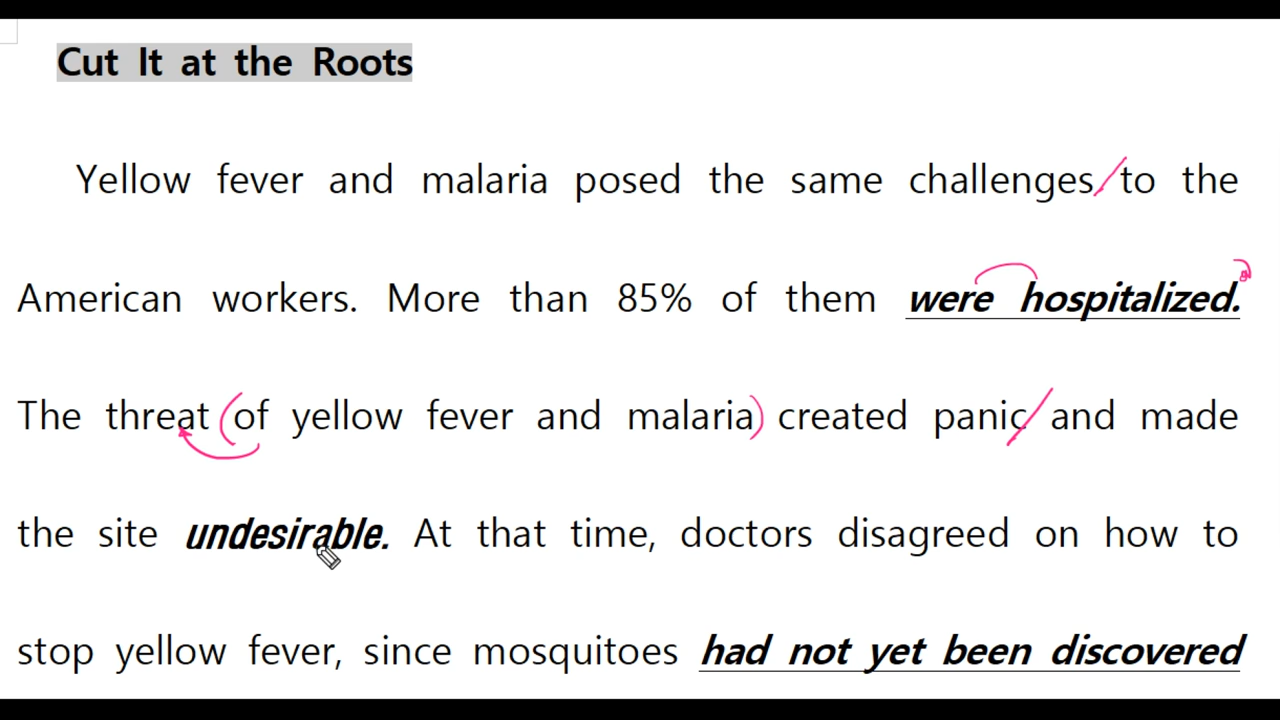 Cut It at the Roots
Yellow fever and malaria posed the same challenges to the
American workers. More than 85% of them were hospitalized.
The threat of yellow fever and malaria created panic and made
the site undesirable. At that time, doctors disagreed on how to
stop yellow fever, since mosquitoes had not yet been discovered